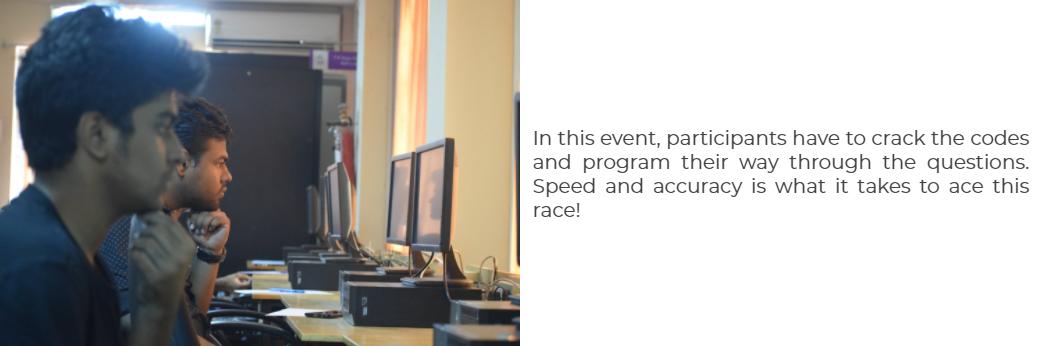 In this event, participants have to crack the codes
and program their way through the questions.
Speed and accuracy is what it takes to ace this
race!